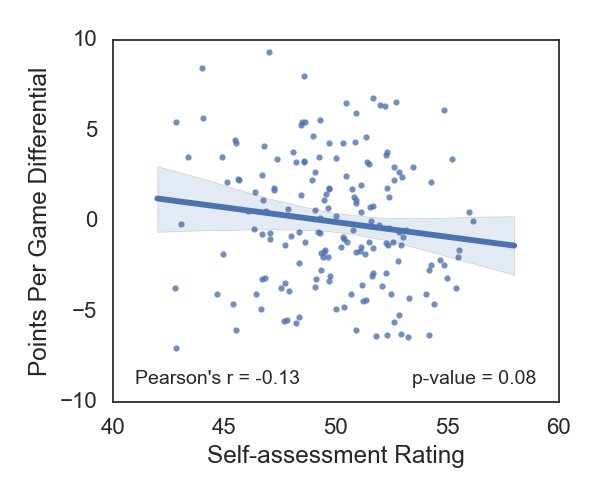 10
5
0
−5
−10
Points Per Game Differential
Pearson's r = -0.13
p-value = 0.08
40
45
50
55
60
Self-assessment Rating